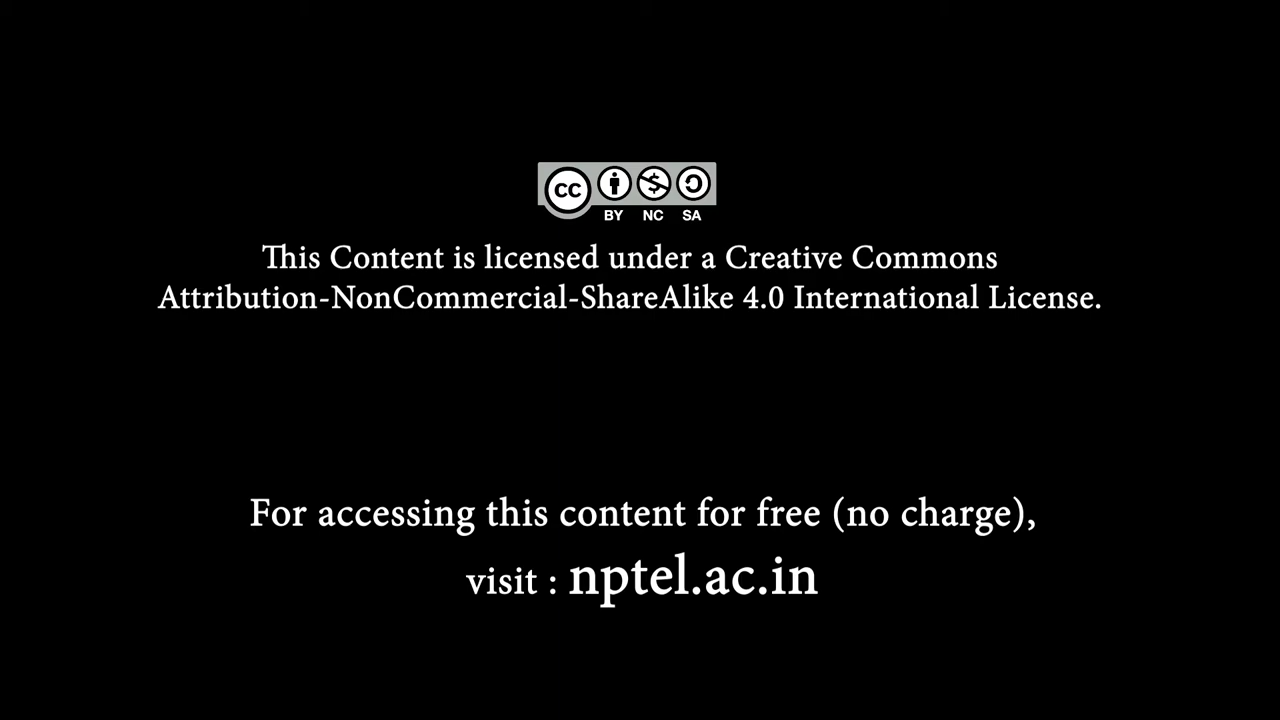 CC BY NC SA
This Content is licensed under a Creative Commons
Attribution-NonCommercial-ShareAlike 4.0 International License.
For accessing this content for free (no charge),
visit : nptel.ac.in